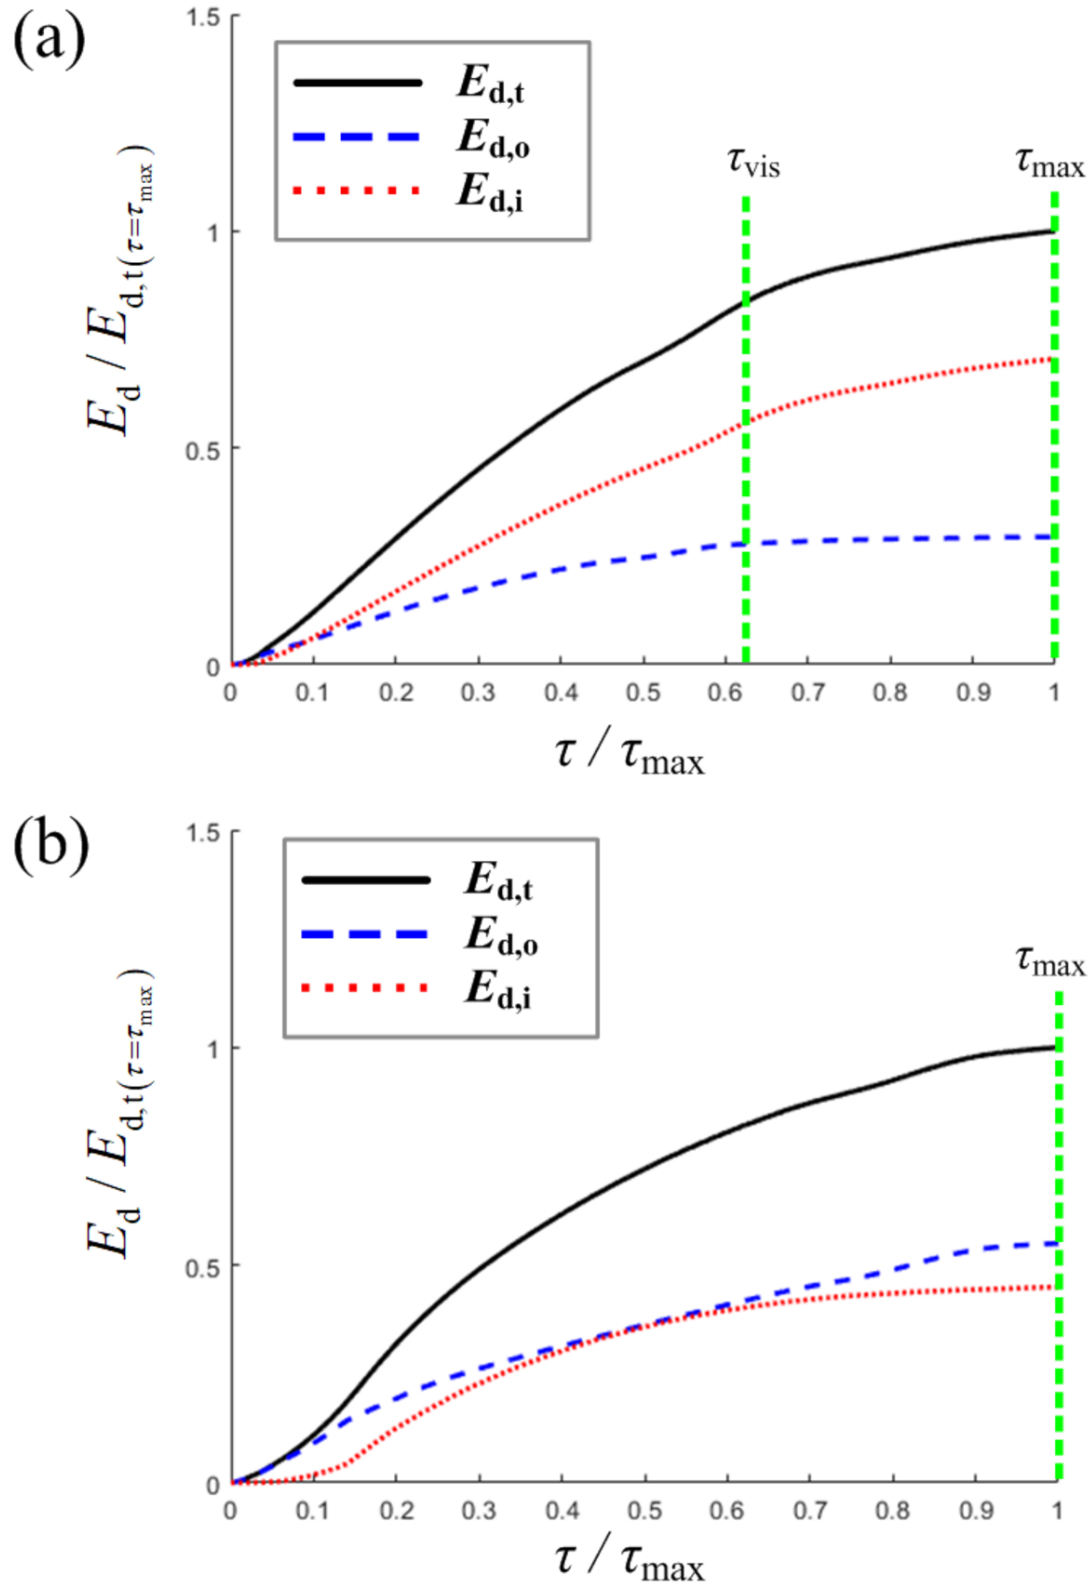 (a)
1.5
E_d,t
E_d,o
E_d,i
τ_vis
τ_max
1
0.5
0
E_d / E_d,t(τ=τ_max)
0 0.1 0.2 0.3 0.4 0.5 0.6 0.7 0.8 0.9 1
τ / τ_max
(b)
1.5
E_d,t
E_d,o
E_d,i
τ_max
1
0.5
0
E_d / E_d,t(τ=τ_max)
0 0.1 0.2 0.3 0.4 0.5 0.6 0.7 0.8 0.9 1
τ / τ_max